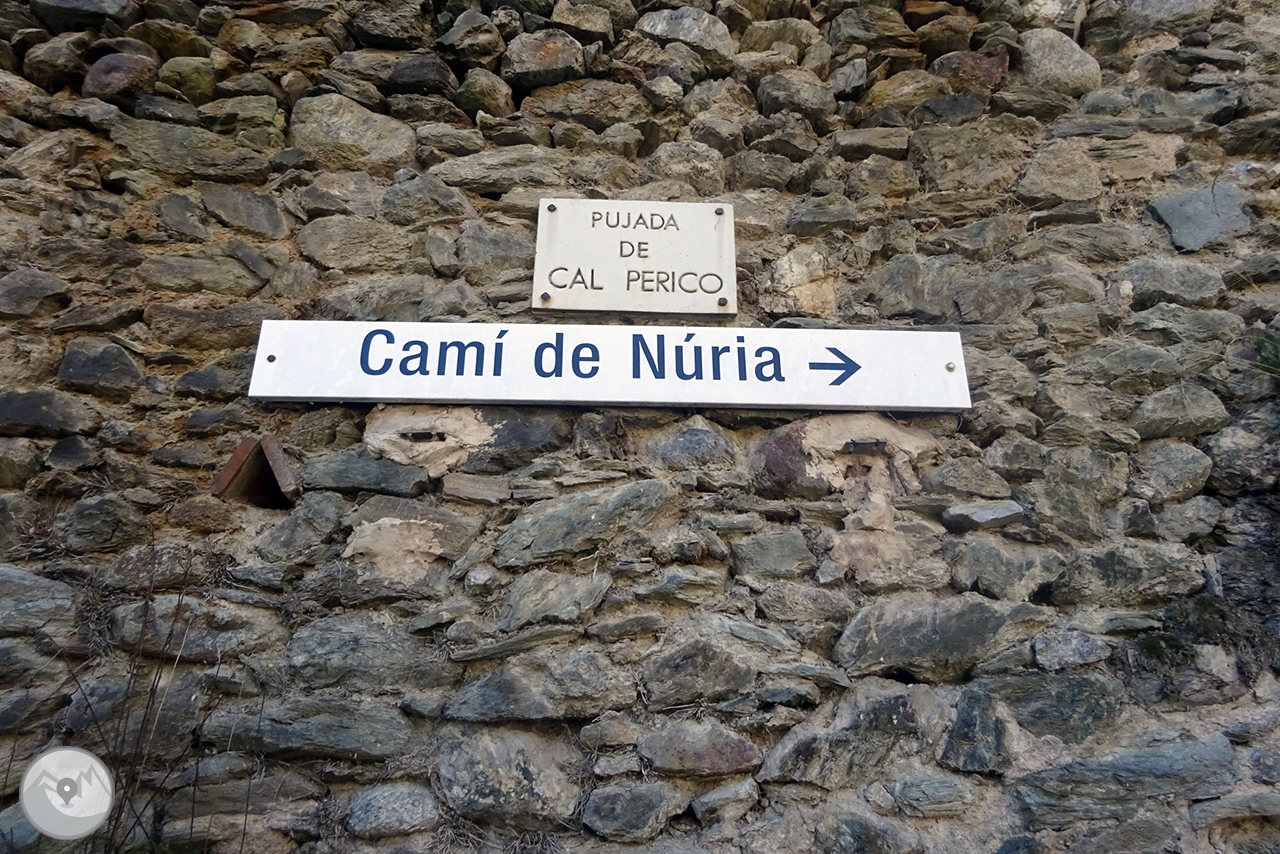 PUJADA
DE
CAL PERICO
Camí de Núria →